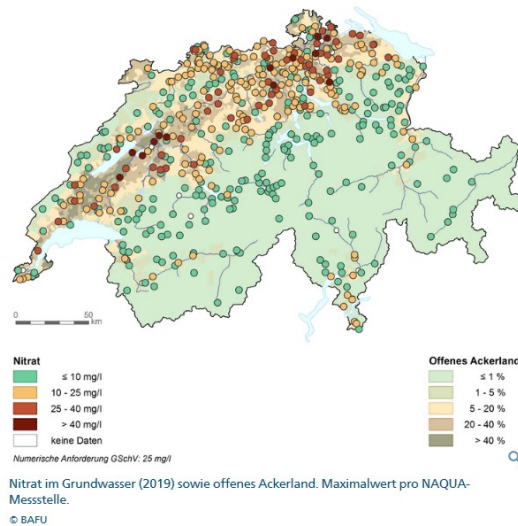 0 50
km
Nitrat
≤ 10 mg/l
10 - 25 mg/l
25 - 40 mg/l
> 40 mg/l
keine Daten
Numerische Anforderung GSchV: 25 mg/l
Offenes Ackerland
≤ 1 %
1 - 5 %
5 - 20 %
20 - 40 %
> 40 %
Nitrat im Grundwasser (2019) sowie offenes Ackerland. Maximalwert pro NAQUA-
Messstelle.
© BAFU